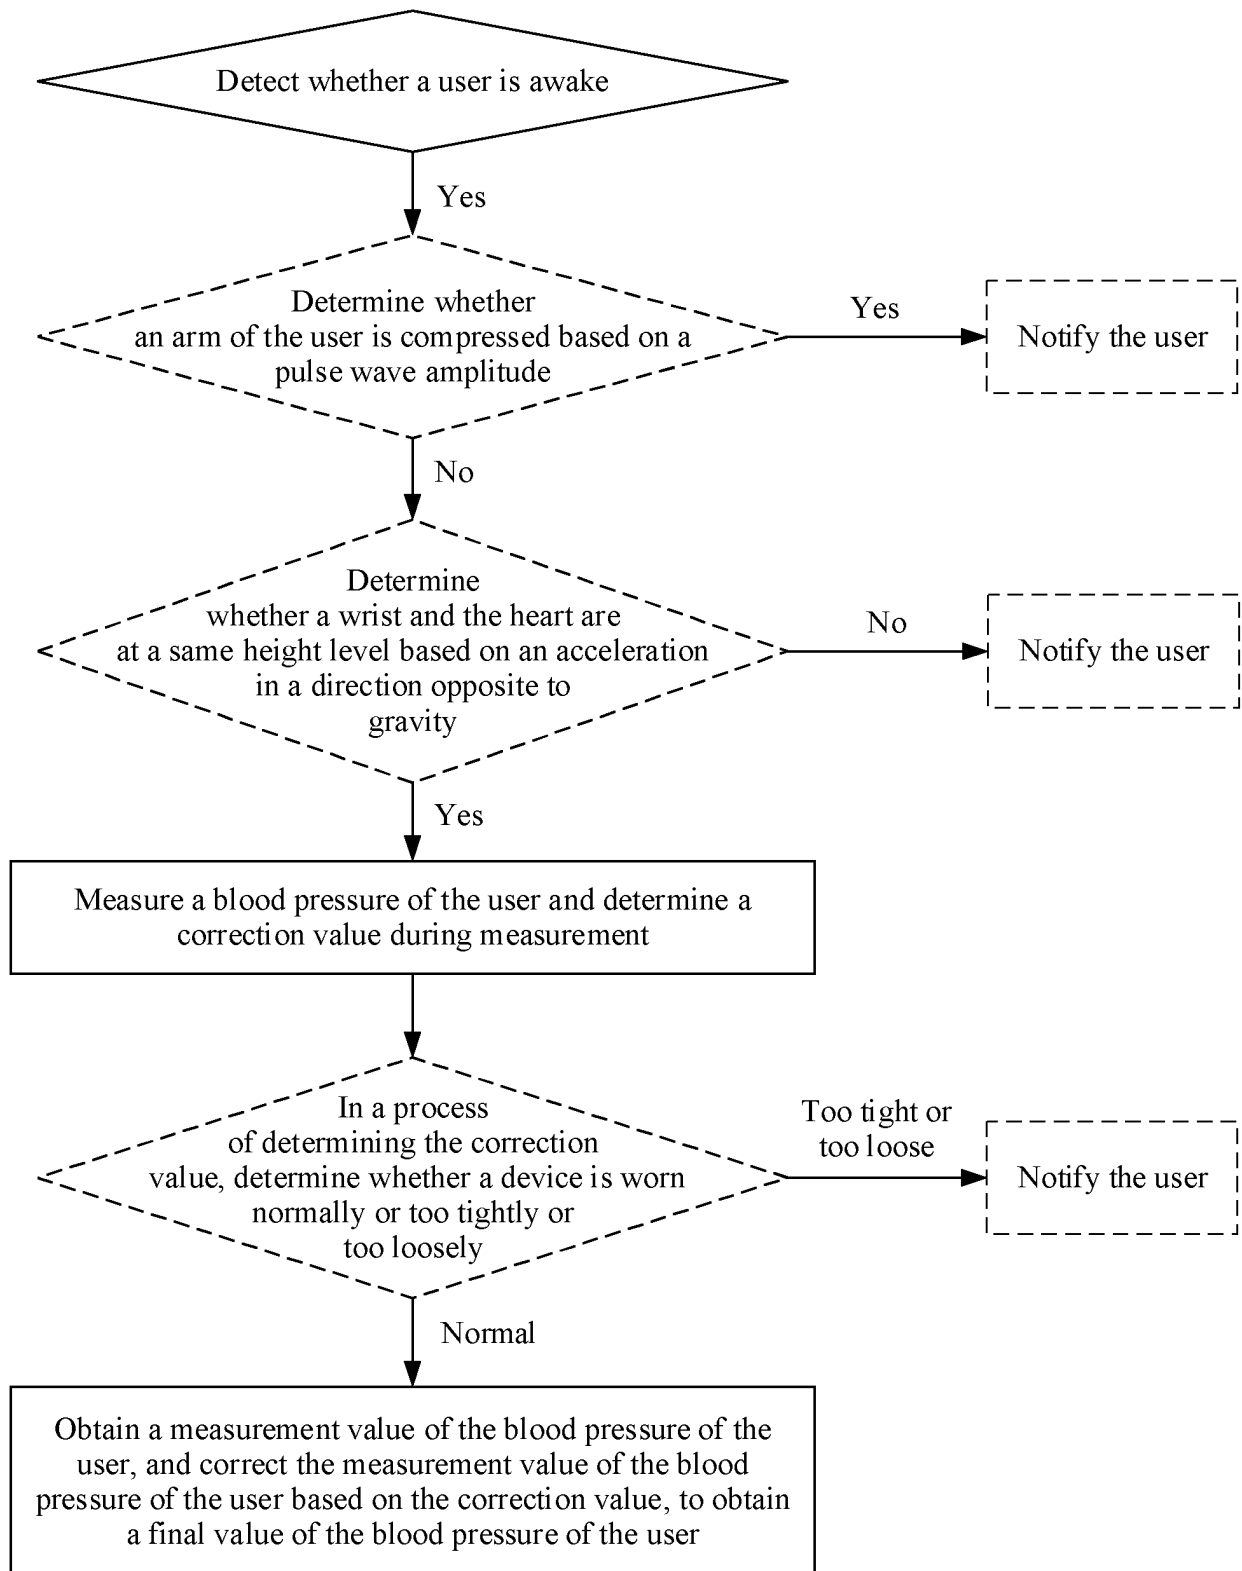 Detect whether a user is awake
Yes
Determine whether
an arm of the user is compressed based on a
pulse wave amplitude
Yes
Notify the user
No
Determine
whether a wrist and the heart are
at a same height level based on an acceleration
in a direction opposite to
gravity
No
Notify the user
Yes
Measure a blood pressure of the user and determine a
correction value during measurement
In a process
of determining the correction
value, determine whether a device is worn
normally or too tightly or
too loosely
Too tight or
too loose
Notify the user
Normal
Obtain a measurement value of the blood pressure of the
user, and correct the measurement value of the blood
pressure of the user based on the correction value, to obtain
a final value of the blood pressure of the user